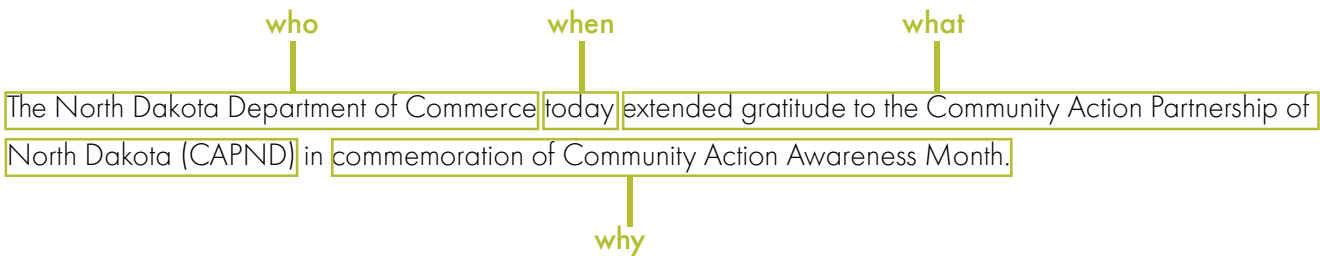 who when what
The North Dakota Department of Commerce today extended gratitude to the Community Action Partnership of
North Dakota (CAPND) in commemoration of Community Action Awareness Month.
why